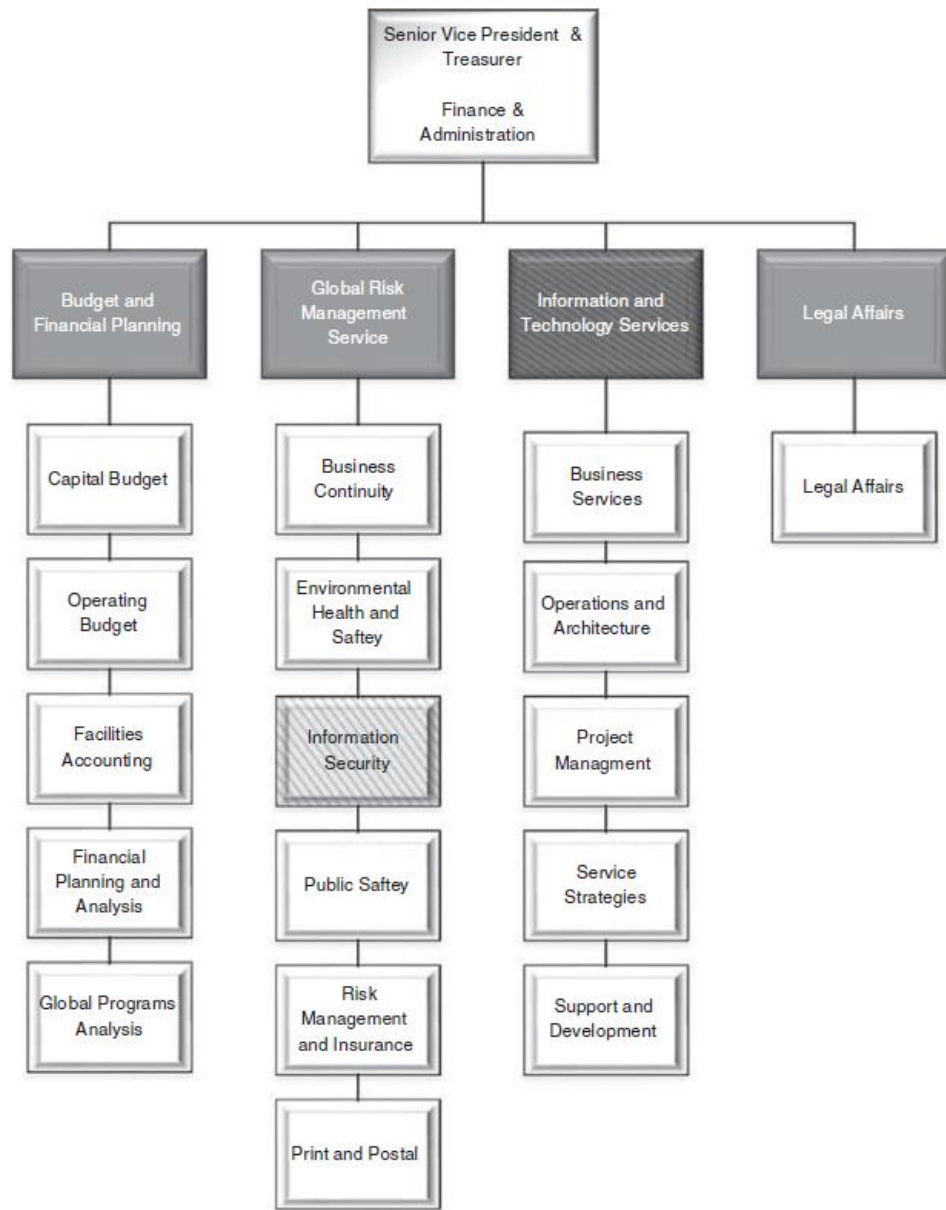 Senior Vice President &
Treasurer
Finance &
Administration
Budget and
Financial Planning
Global Risk
Management
Service
Information and
Technology Services
Legal Affairs
Capital Budget
Operating
Budget
Facilities
Accounting
Financial
Planning and
Analysis
Global Programs
Analysis
Business
Continuity
Environmental
Health and
Saftey
Information
Security
Public Saftey
Risk
Management
and Insurance
Print and Postal
Business
Services
Operations and
Architecture
Project
Managment
Service
Strategies
Support and
Development
Legal Affairs